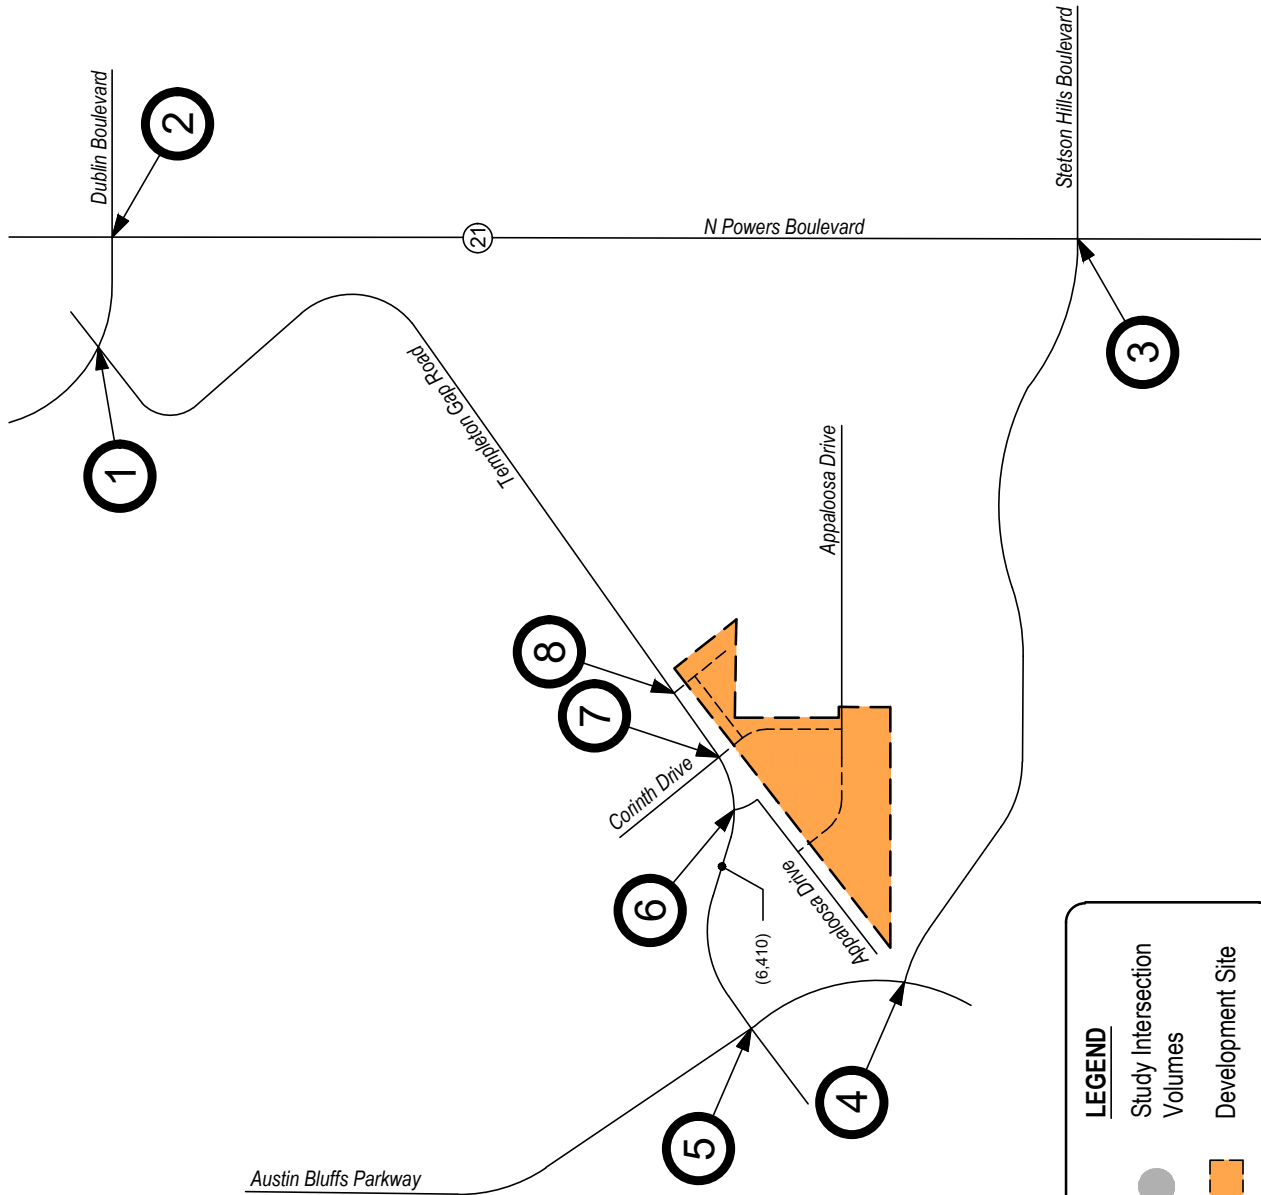 Dublin Boulevard
2
Stetson Hills Boulevard
21
N Powers Boulevard
1
3
Templeton Gap Road
Appaloosa Drive
8
7
Corinth Drive
6
Appaloosa Drive
(6,410)
5
4
Austin Bluffs Parkway
LEGEND
Study Intersection
Volumes
Development Site